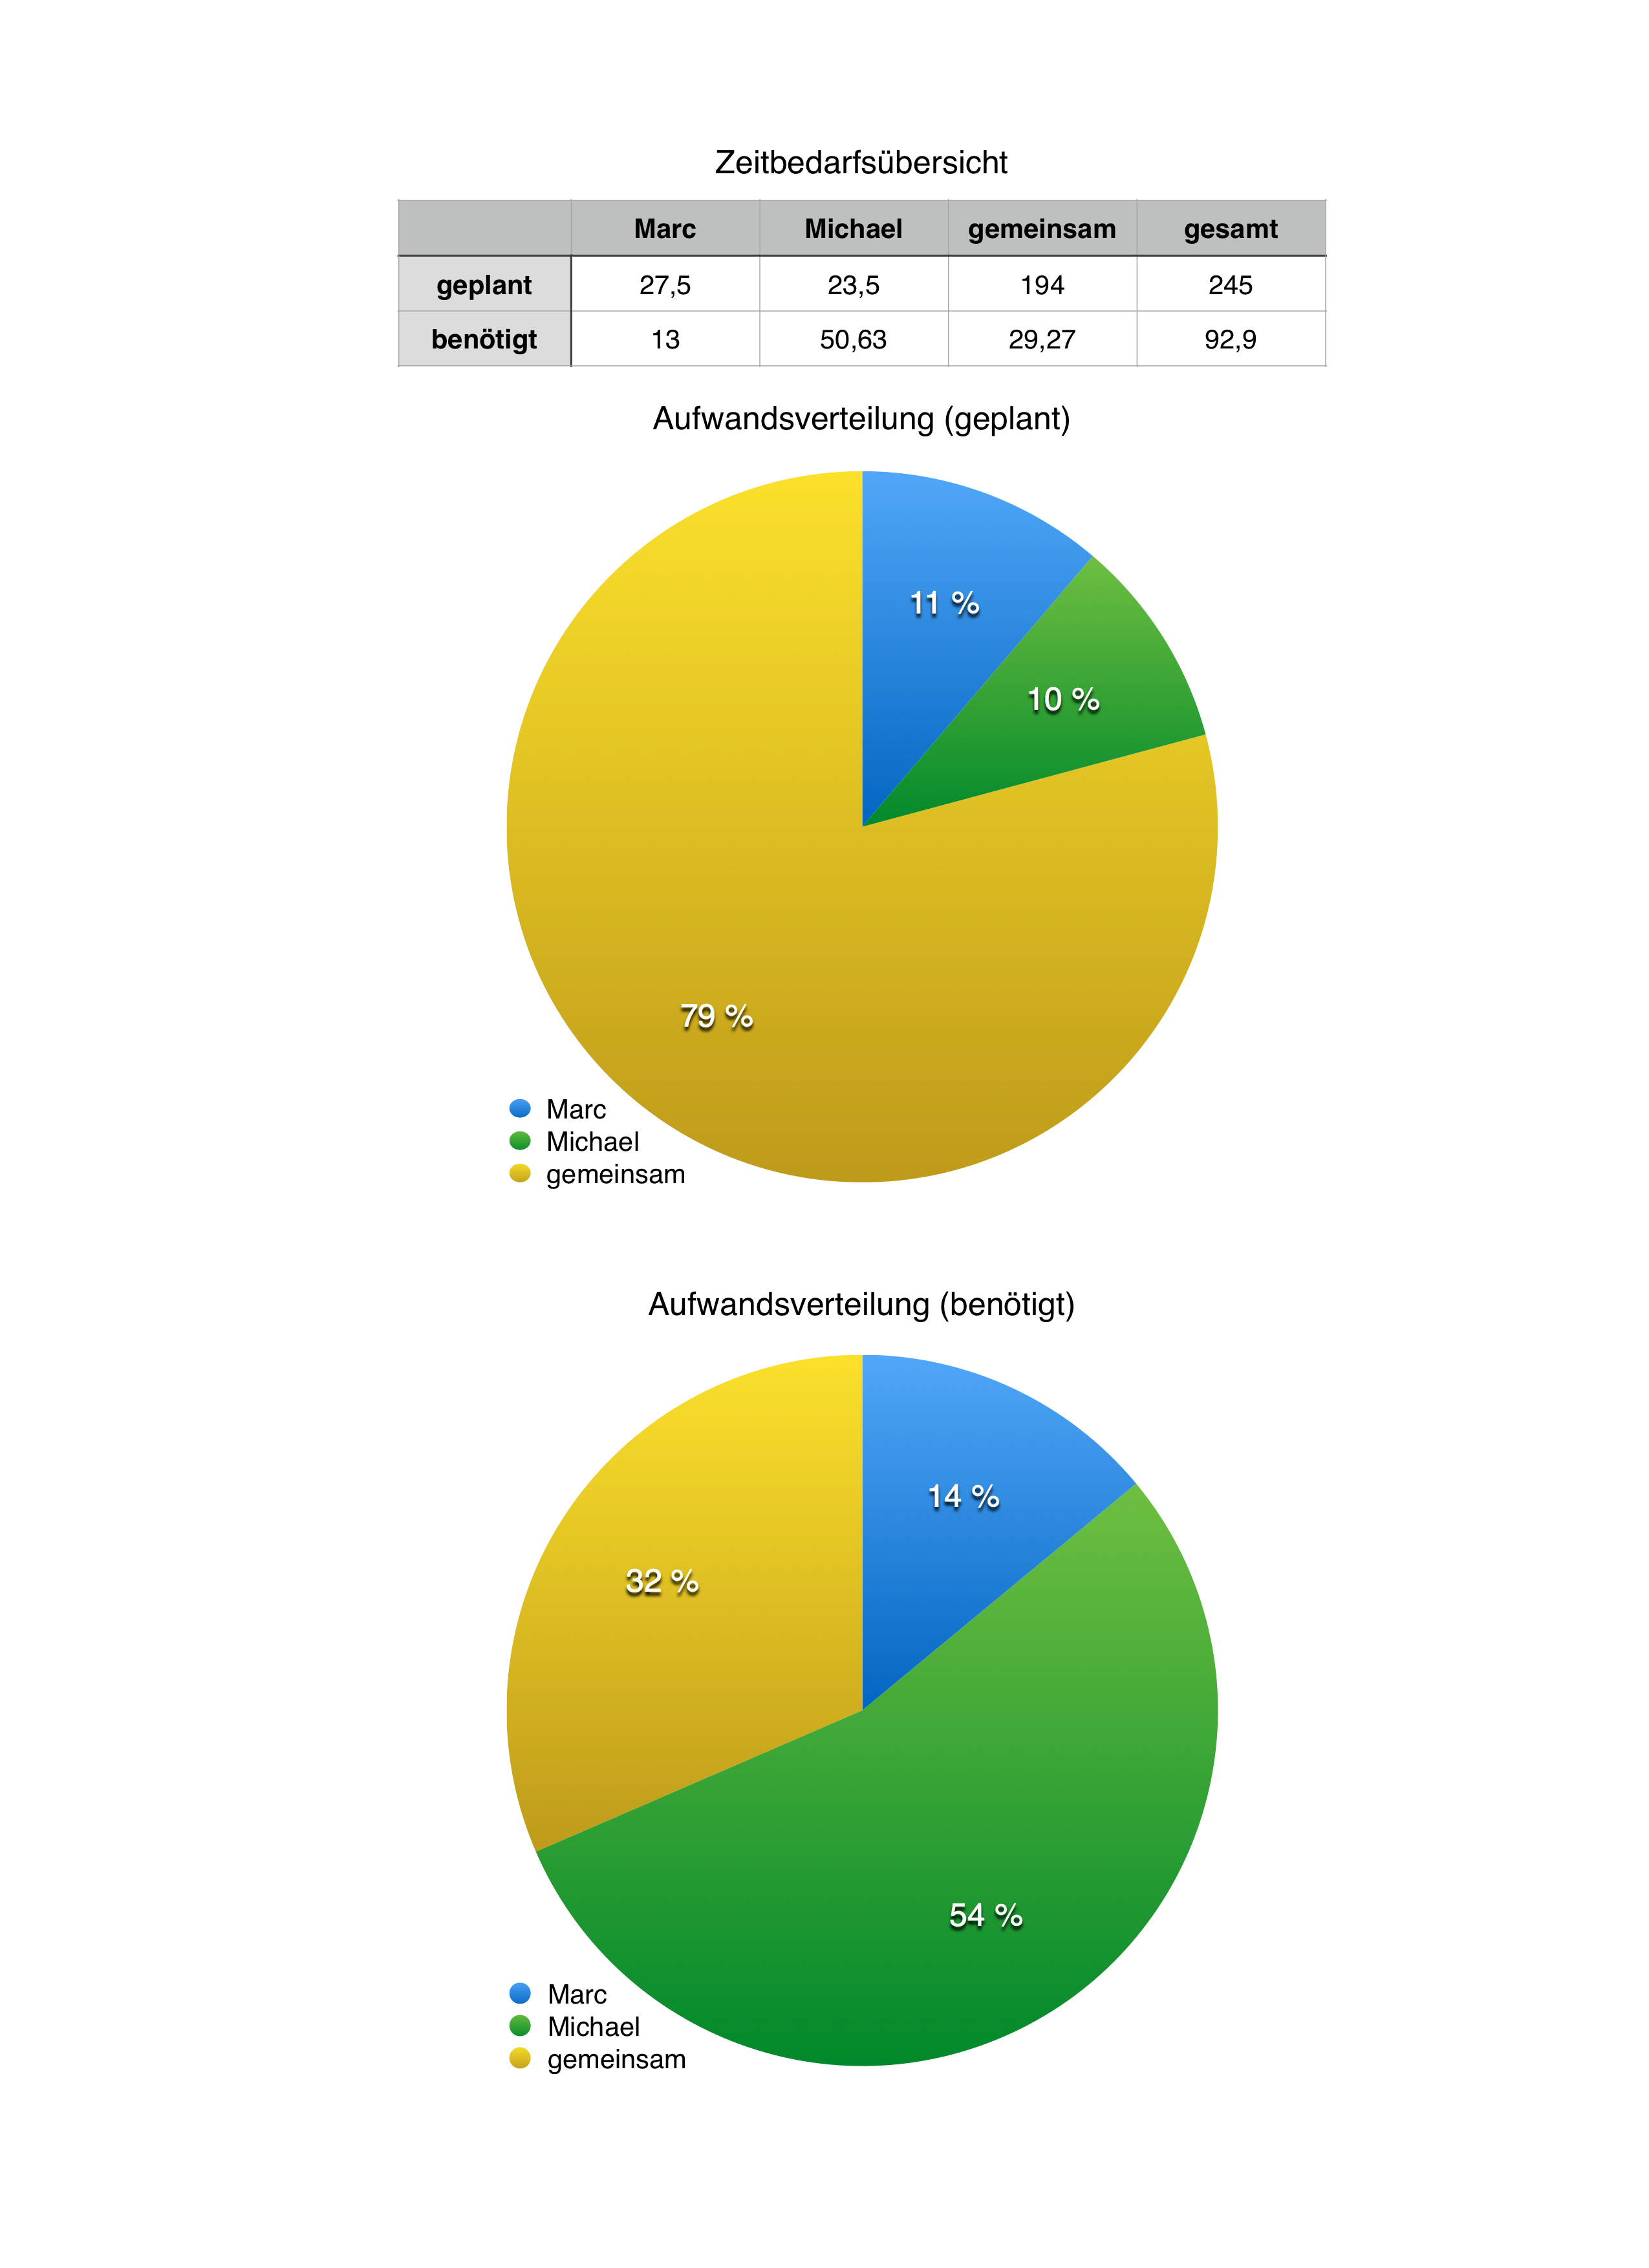 Zeitbedarfsübersicht
Marc Michael gemeinsam gesamt
geplant 27,5 23,5 194 245
benötigt 13 50,63 29,27 92,9
Aufwandsverteilung (geplant)
11 %
10 %
79 %
Marc
Michael
gemeinsam
Aufwandsverteilung (benötigt)
14 %
32 %
54 %
Marc
Michael
gemeinsam